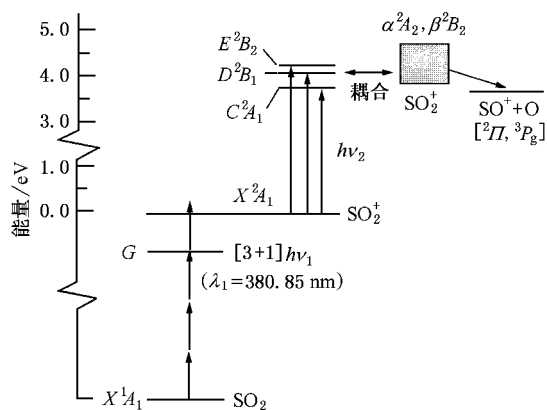 5.0
4.0
3.0
1.0
0.0
能量/eV
α²A₂, β²B₂
E²B₂
D²B₁
C²A₁
耦合
SO₂⁺
SO⁺+O
[²Π, ³Pg]
hν₂
X²A₁
SO₂⁺
G
[3+1]hν₁
(λ₁=380.85 nm)
X¹A₁
SO₂